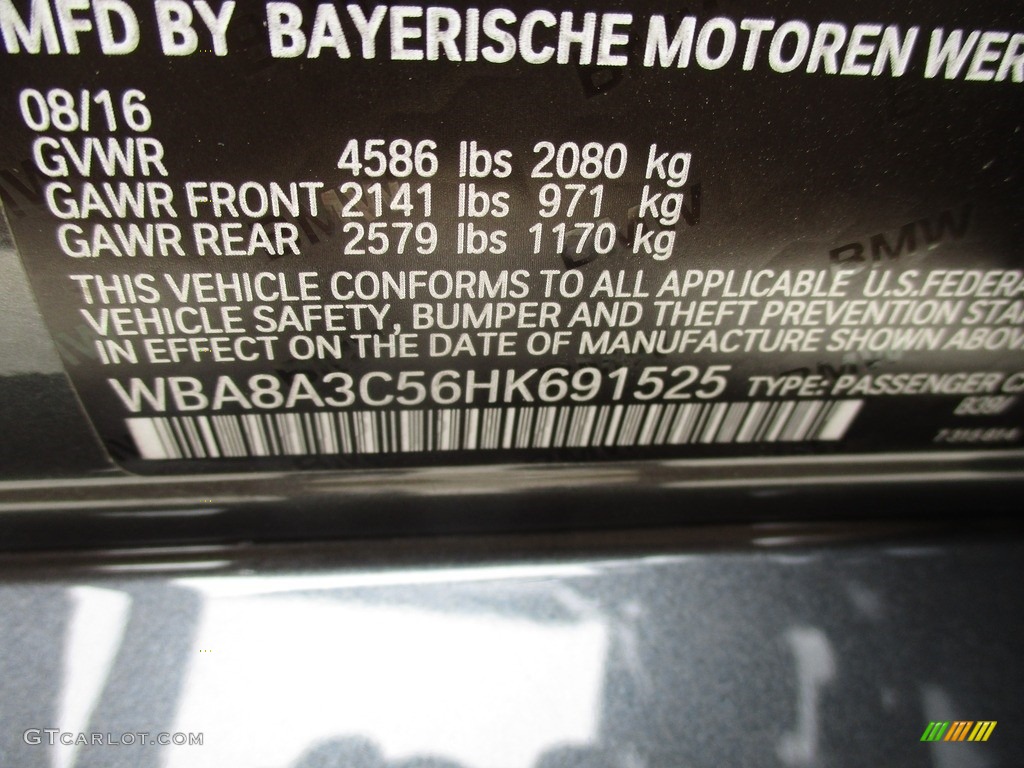 MFD BY BAYERISCHE MOTOREN WER
08/16
GVWR 4586 lbs 2080 kg
GAWR FRONT 2141 lbs 971 kg
GAWR REAR 2579 lbs 1170 kg
THIS VEHICLE CONFORMS TO ALL APPLICABLE U.S.FEDERA
VEHICLE SAFETY, BUMPER AND THEFT PREVENTION STA
IN EFFECT ON THE DATE OF MANUFACTURE SHOWN ABOV
WBA8A3C56HK691525 TYPE: PASSENGER C
BMW
GTcarlot.com